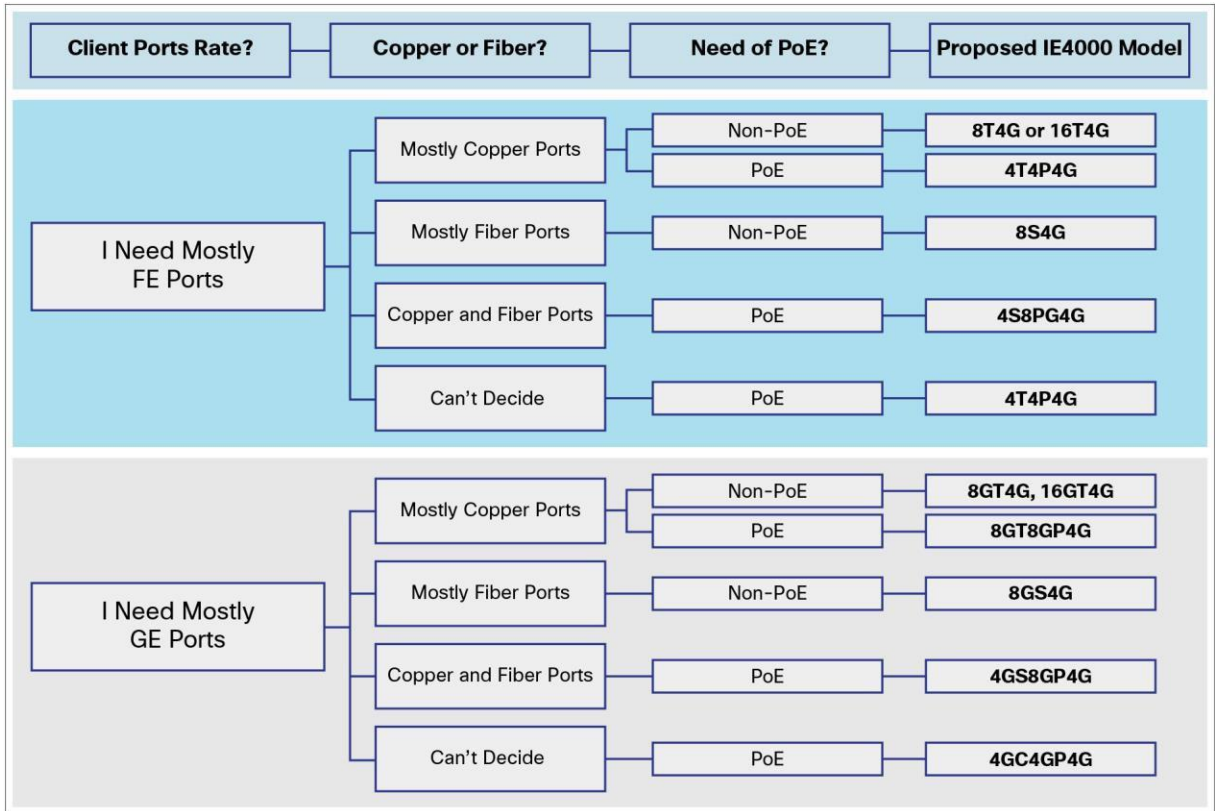 Client Ports Rate?
Copper or Fiber?
Need of PoE?
Proposed IE4000 Model
I Need Mostly
FE Ports
Mostly Copper Ports
Non-PoE
8T4G or 16T4G
PoE
4T4P4G
Mostly Fiber Ports
Non-PoE
8S4G
Copper and Fiber Ports
PoE
4S8PG4G
Can't Decide
PoE
4T4P4G
I Need Mostly
GE Ports
Mostly Copper Ports
Non-PoE
8GT4G, 16GT4G
PoE
8GT8GP4G
Mostly Fiber Ports
Non-PoE
8GS4G
Copper and Fiber Ports
PoE
4GS8GP4G
Can't Decide
PoE
4GC4GP4G